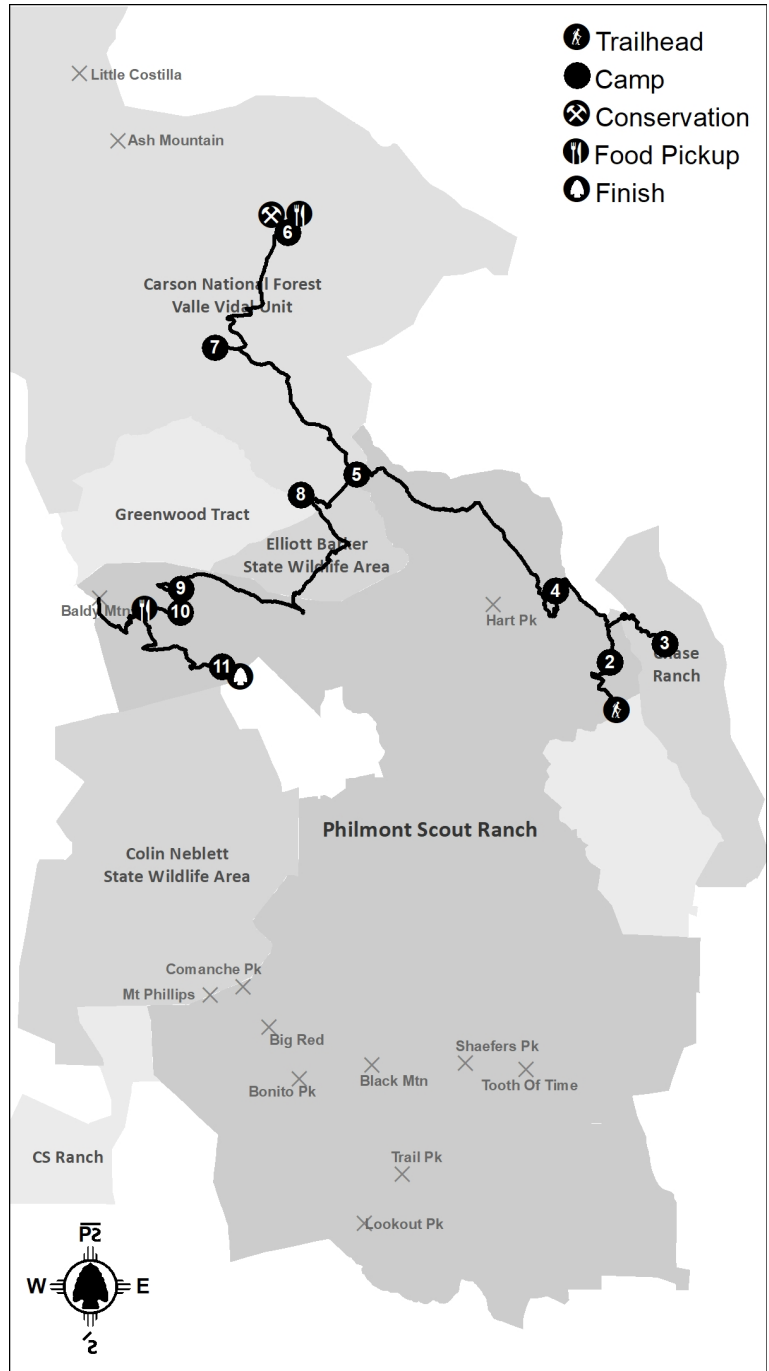 Trailhead
Camp
Conservation
Food Pickup
Finish
Little Costilla
Ash Mountain
6
Carson National Forest
Valle Vidal Unit
7
5
8
Greenwood Tract
Elliott Barker
State Wildlife Area
9
4
Baldy Mtn
10
Hart Pk
3
2
Chase
Ranch
11
Philmont Scout Ranch
Colin Neblett
State Wildlife Area
Comanche Pk
Mt Phillips
Big Red
Shaefers Pk
Black Mtn
Tooth Of Time
Bonito Pk
CS Ranch
Trail Pk
Lookout Pk
W
E